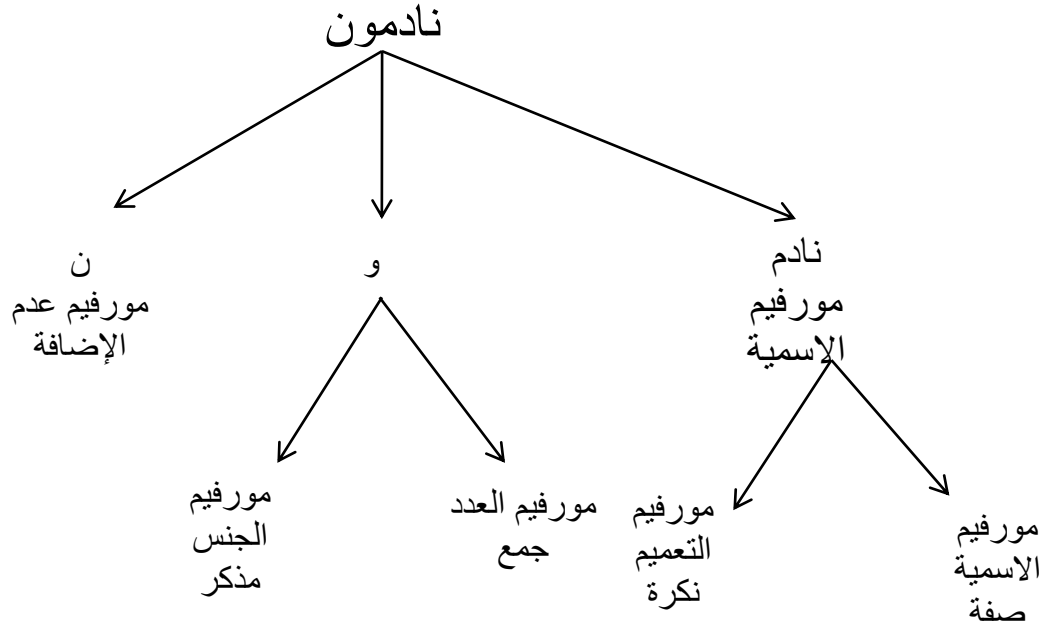 نادمون
نادم
مورفيم
الاسمية
و
ن
مورفيم عدم
الإضافة
مورفيم
الاسمية
صفة
مورفيم
التعميم
نكرة
مورفيم العدد
جمع
مورفيم
الجنس
مذكر